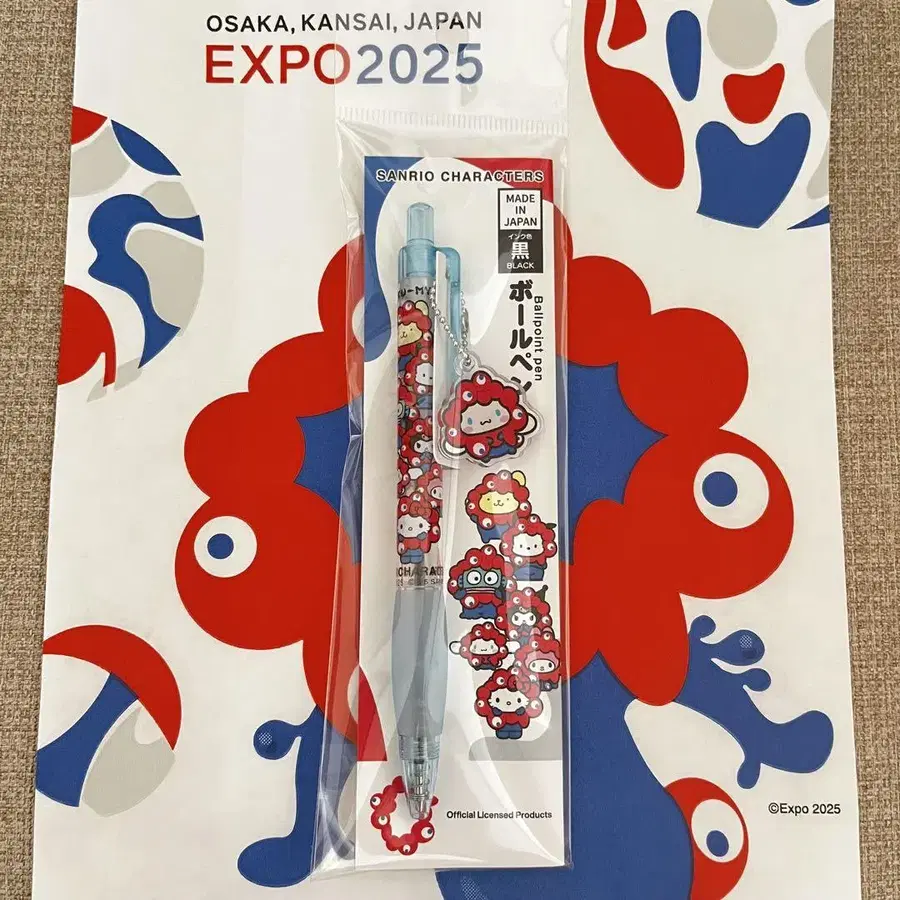 OSAKA, KANSAI, JAPAN
EXPO2025
SANRIO CHARACTERS
MADE
IN
JAPAN
インク色
黒
BLACK
ボールペン
Ballpoint pen
Official Licensed Products
©Expo 2025